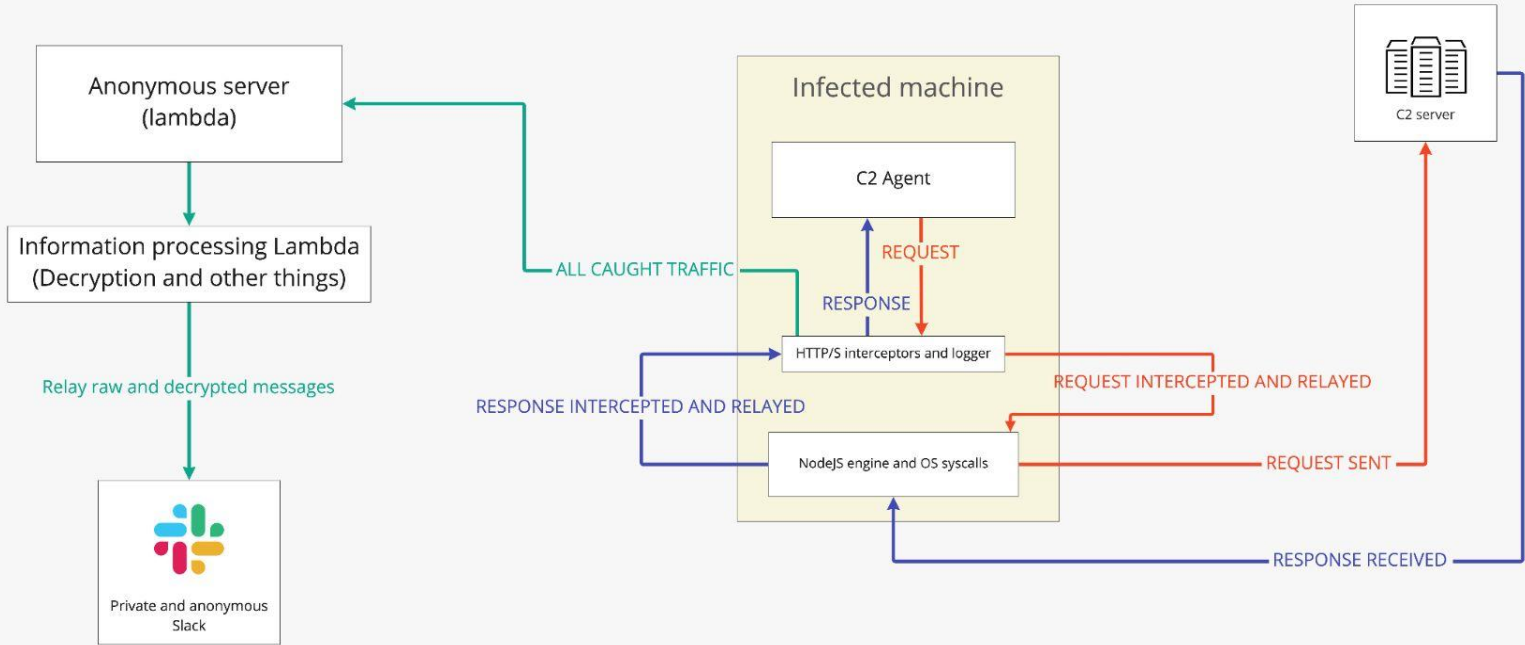 Anonymous server
(lambda)
Infected machine
C2 server
C2 Agent
Information processing Lambda
(Decryption and other things)
REQUEST
ALL CAUGHT TRAFFIC
RESPONSE
HTTP/S interceptors and logger
Relay raw and decrypted messages
REQUEST INTERCEPTED AND RELAYED
RESPONSE INTERCEPTED AND RELAYED
NodeJS engine and OS syscalls
REQUEST SENT
RESPONSE RECEIVED
Private and anonymous
Slack